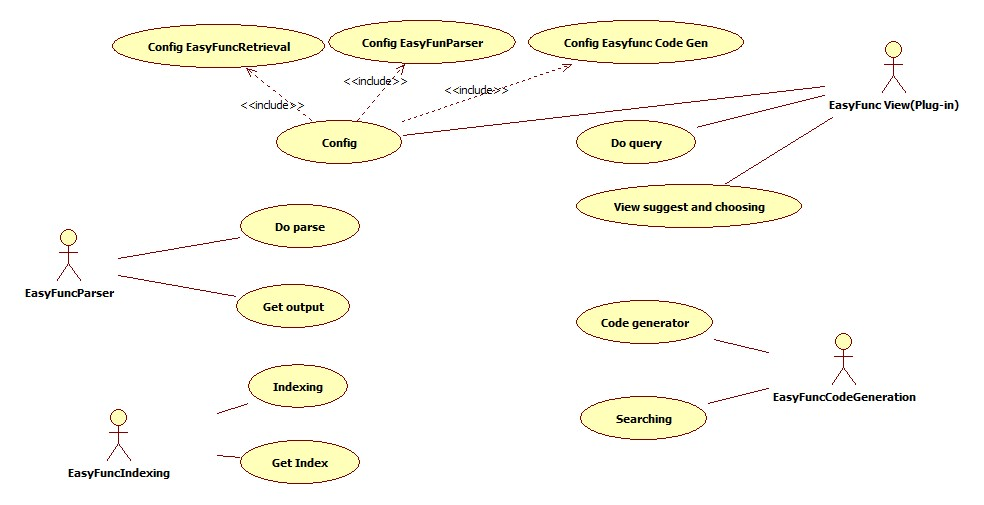 Config EasyFuncRetrieval
Config EasyFunParser
Config Easyfunc Code Gen
<<include>>
<<include>>
<<include>>
EasyFunc View(Plug-in)
Config
Do query
View suggest and choosing
Do parse
EasyFuncParser
Get output
Code generator
Indexing
EasyFuncCodeGeneration
Searching
EasyFuncIndexing
Get Index